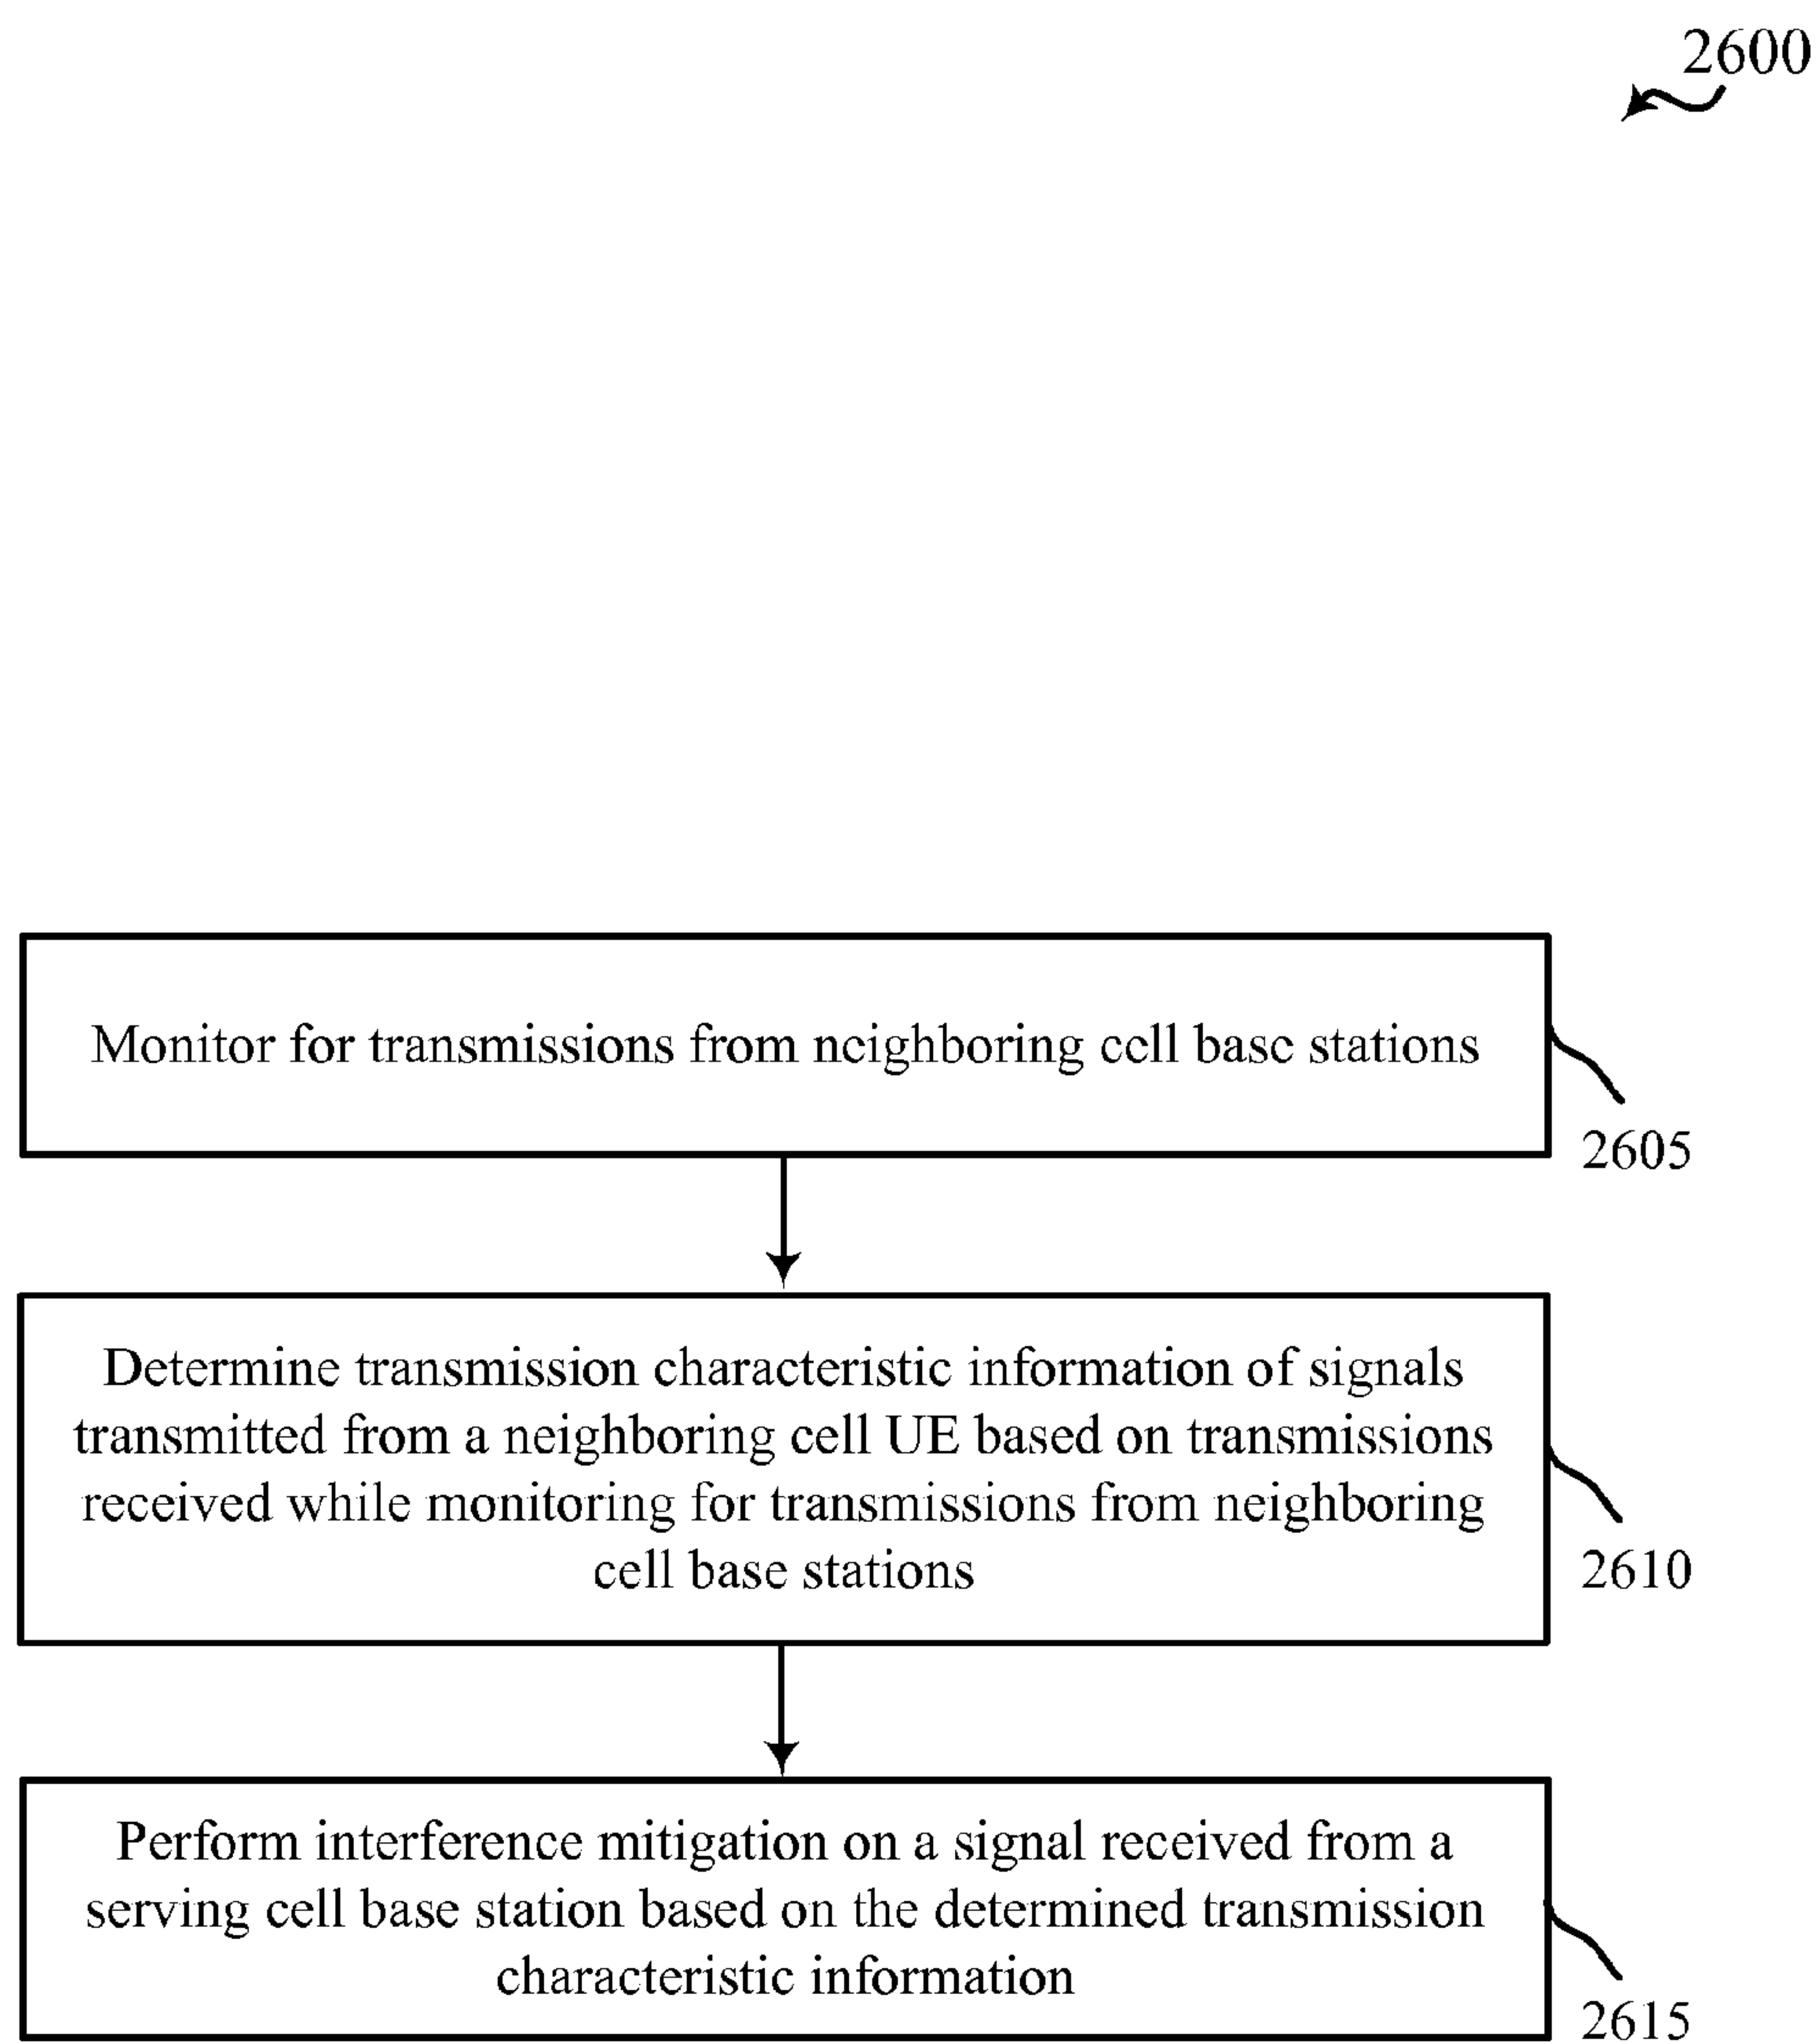 2600
Monitor for transmissions from neighboring cell base stations
2605
Determine transmission characteristic information of signals
transmitted from a neighboring cell UE based on transmissions
received while monitoring for transmissions from neighboring
cell base stations
2610
Perform interference mitigation on a signal received from a
serving cell base station based on the determined transmission
characteristic information
2615